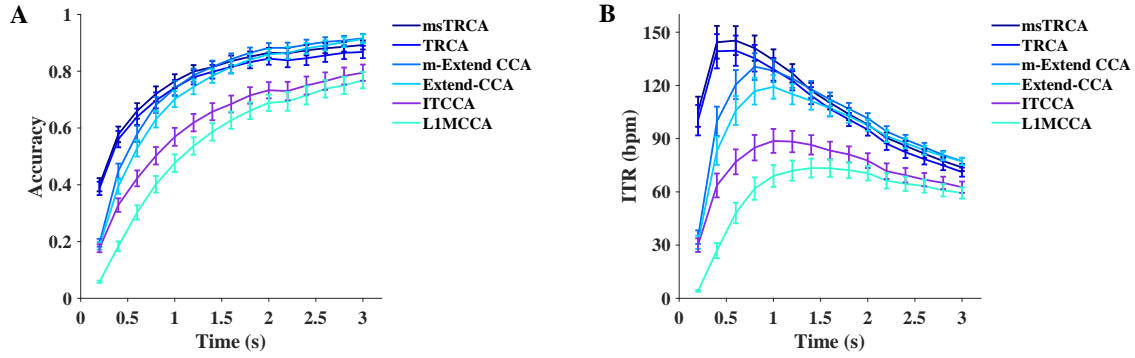 A
Accuracy
1
0.8
0.6
0.4
0.2
0
0 0.5 1 1.5 2 2.5 3
Time (s)
msTRCA
TRCA
m-Extend CCA
Extend-CCA
ITCCA
L1MCCA
B
ITR (bpm)
150
120
90
60
30
0
0 0.5 1 1.5 2 2.5 3
Time (s)
msTRCA
TRCA
m-Extend CCA
Extend-CCA
ITCCA
L1MCCA